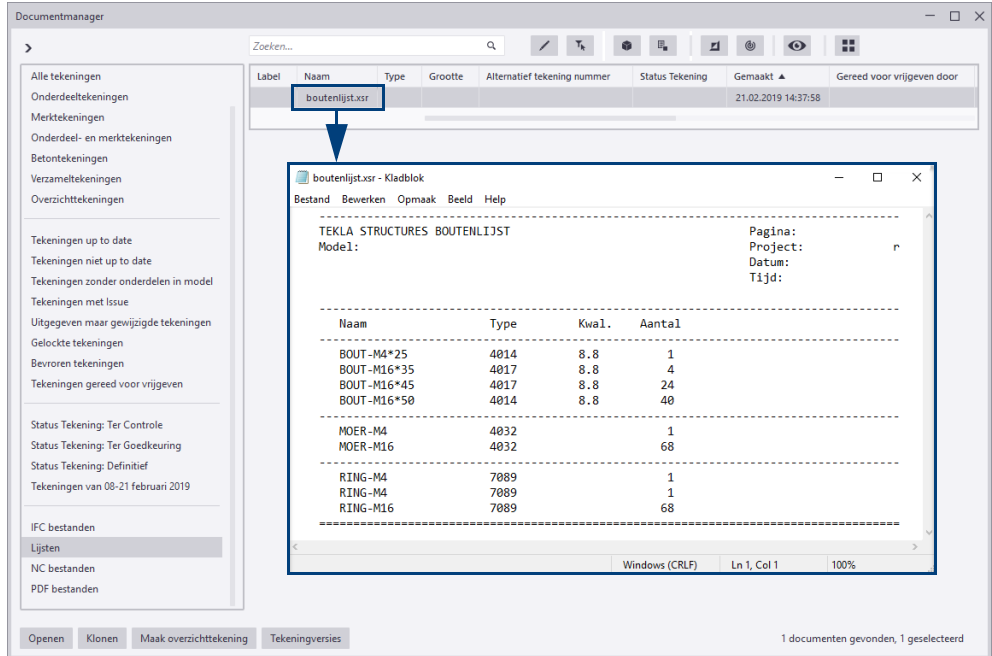 Documentmanager
Zoeken...
Alle tekeningen
Onderdeeltekeningen
Merktekeningen
Onderdeel- en merktekeningen
Betontekeningen
Verzameltekeningen
Overzichttekeningen
Tekeningen up to date
Tekeningen niet up to date
Tekeningen zonder onderdelen in model
Tekeningen met Issue
Uitgegeven maar gewijzigde tekeningen
Gelockte tekeningen
Bevroren tekeningen
Tekeningen gereed voor vrijgeven
Status Tekening: Ter Controle
Status Tekening: Ter Goedkeuring
Status Tekening: Definitief
Tekeningen van 08-21 februari 2019
IFC bestanden
Lijsten
NC bestanden
PDF bestanden
Label Naam Type Grootte Alternatief tekening nummer Status Tekening Gemaakt ▲ Gereed voor vrijgeven door
boutenlijst.xsr 21.02.2019 14:37:58
boutenlijst.xsr - Kladblok
Bestand Bewerken Opmaak Beeld Help
TEKLA STRUCTURES BOUTENLIJST Pagina:
Model: Project: r
Datum:
Tijd:
Naam Type Kwal. Aantal
BOUT-M4*25 4014 8.8 1
BOUT-M16*35 4017 8.8 4
BOUT-M16*45 4017 8.8 24
BOUT-M16*50 4014 8.8 40
MOER-M4 4032 1
MOER-M16 4032 68
RING-M4 7089 1
RING-M4 7089 1
RING-M16 7089 68
Windows (CRLF) Ln 1, Col 1 100%
Openen Klonen Maak overzichttekening Tekeningversies 1 documenten gevonden, 1 geselecteerd